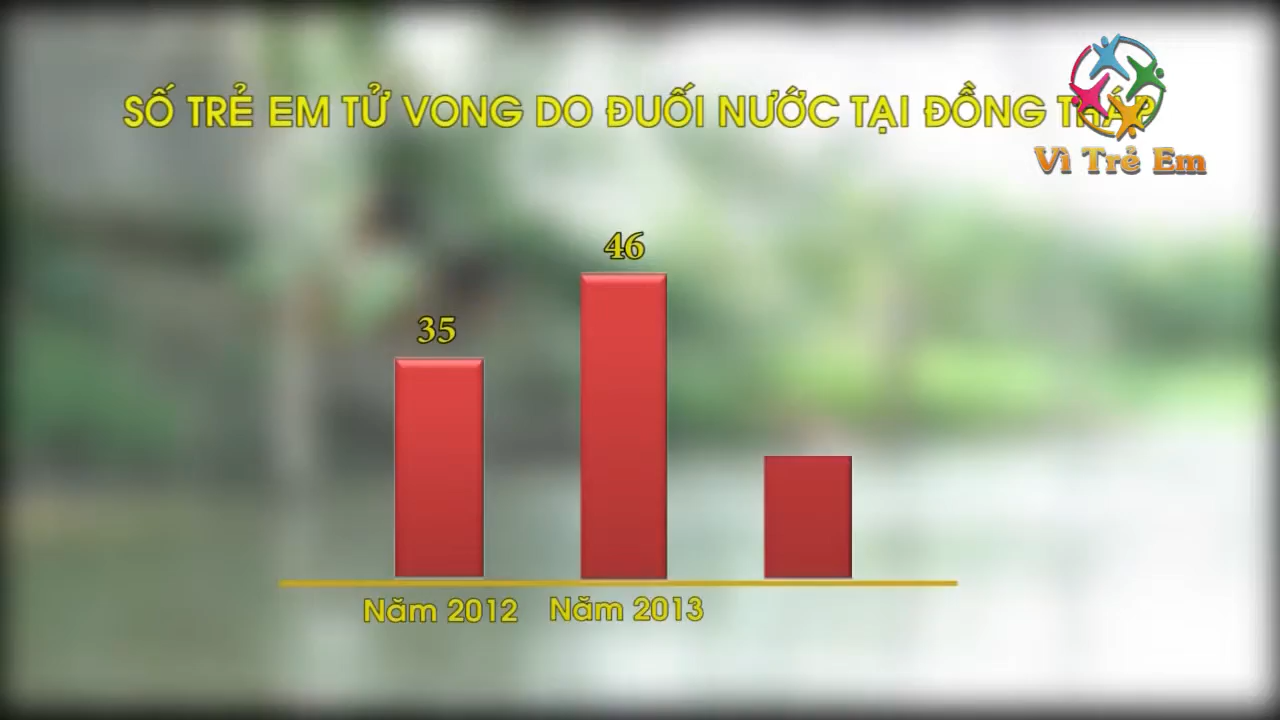 SỐ TRẺ EM TỬ VONG DO ĐUỐI NƯỚC TẠI ĐỒNG THÁP
Vì Trẻ Em
46
35
Năm 2012
Năm 2013